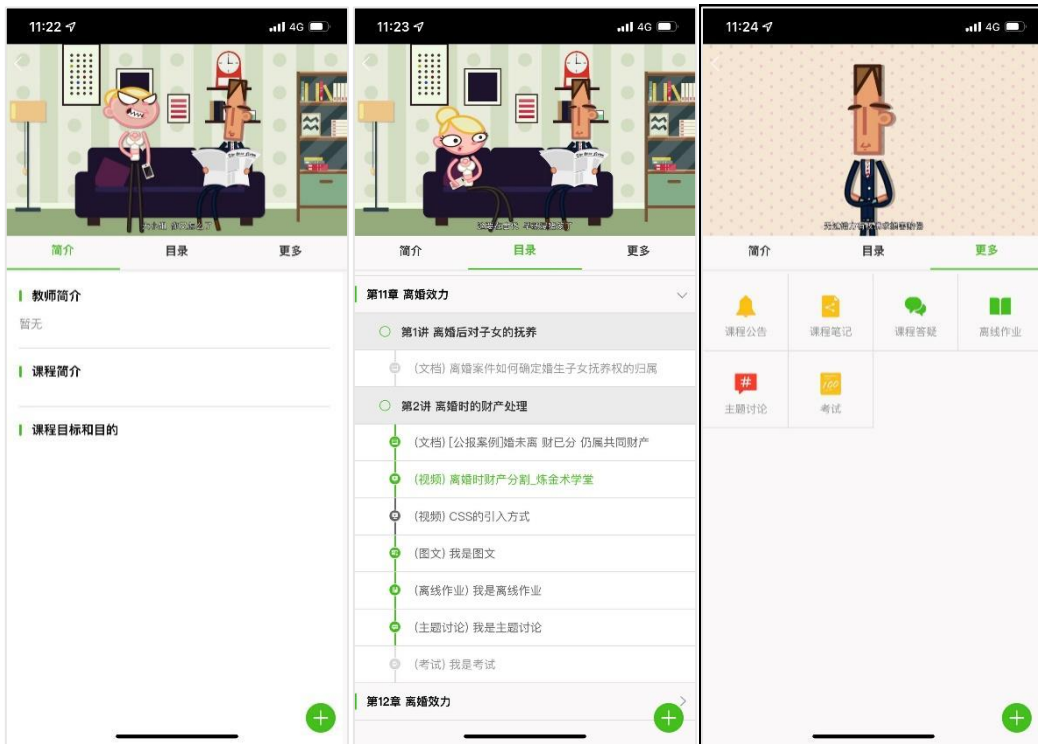 11:22
4G
简介
目录
更多
教师简介
暂无
课程简介
课程目标和目的
11:23
4G
简介
目录
更多
第11章 离婚效力
第1讲 离婚后对子女的抚养
(文档) 离婚案件如何确定婚生子女抚养权的归属
第2讲 离婚时的财产处理
(文档) [公报案例]婚未离 财已分 仍属共同财产
(视频) 离婚时财产分割_炼金术学堂
(视频) CSS的引入方式
(图文) 我是图文
(离线作业) 我是离线作业
(主题讨论) 我是主题讨论
(考试) 我是考试
第12章 离婚效力
11:24
4G
简介
目录
更多
课程公告
课程笔记
课程答疑
离线作业
主题讨论
100
考试